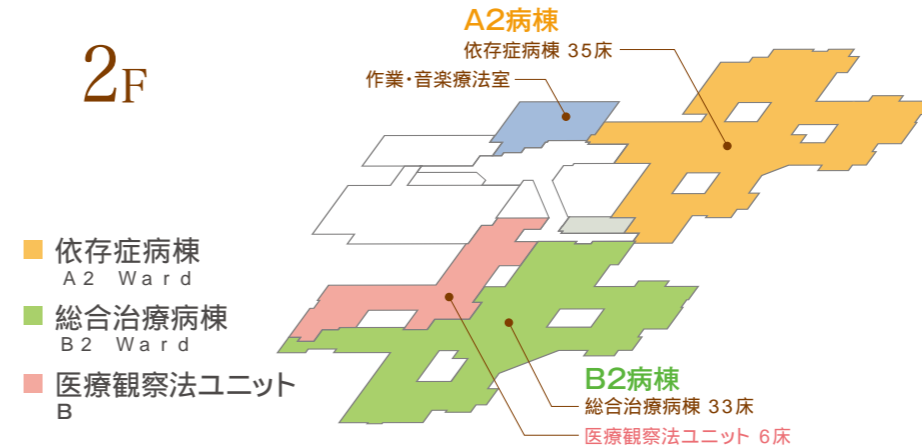 2F
A2病棟
依存症病棟 35床
作業・音楽療法室
依存症病棟
A2 Ward
総合治療病棟
B2 Ward
医療観察法ユニット
B
B2病棟
総合治療病棟 33床
医療観察法ユニット 6床